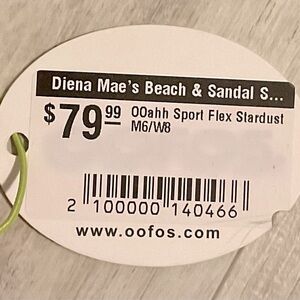 Diena Mae's Beach & Sandal S...
$79.99 OOahh Sport Flex Stardust
M6/W8
2 100000 140466
www.oofos.com